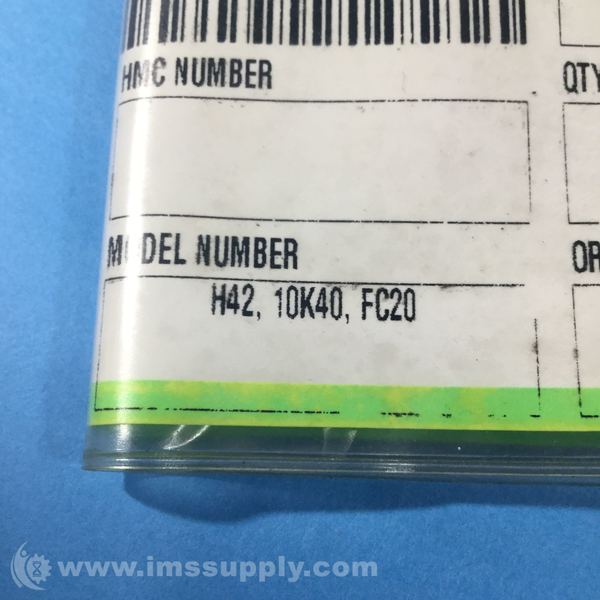 HMC NUMBER
QTY
MODEL NUMBER
OR
H42, 10K40, FC20
www.imssupply.com